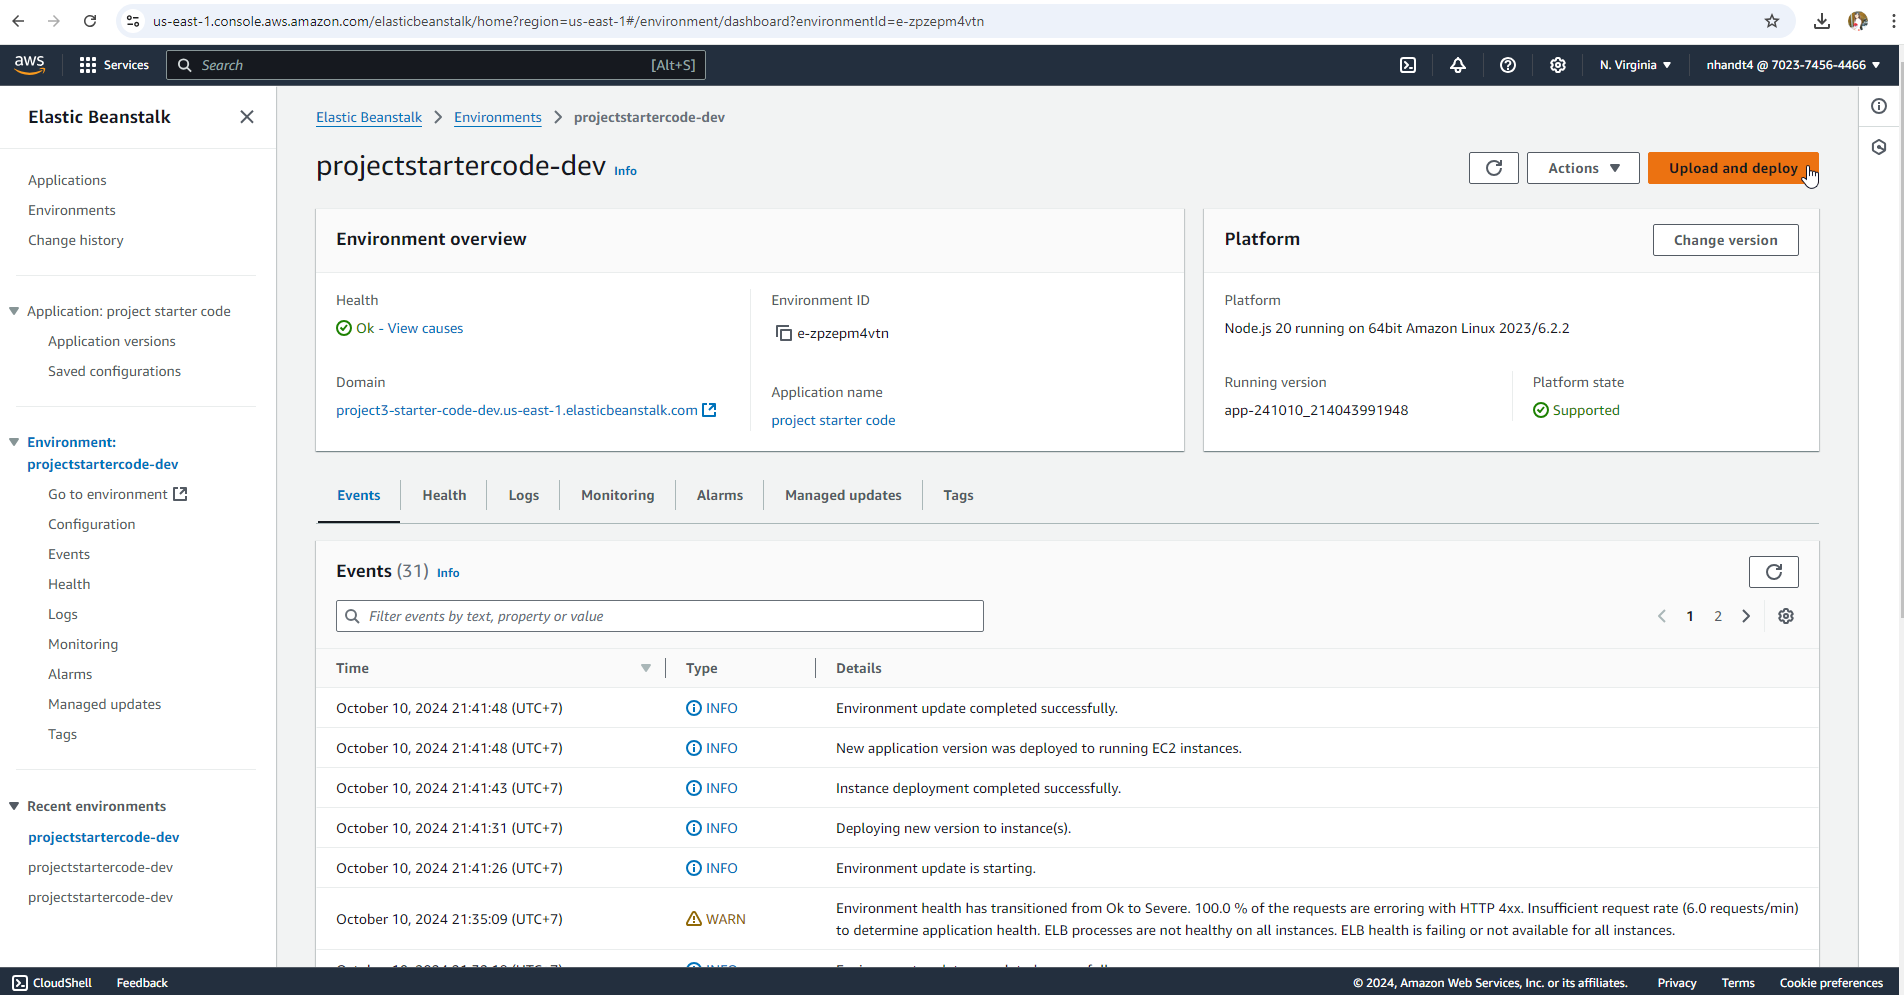 us-east-1.console.aws.amazon.com/elasticbeanstalk/home?region=us-east-1#/environment/dashboard?environmentId=e-zpzepm4vtn
aws
Services
Search
[Alt+S]
N. Virginia
nhandt4 @ 7023-7456-4466
Elastic Beanstalk
Applications
Environments
Change history
Application: project starter code
Application versions
Saved configurations
Environment:
projectstartercode-dev
Go to environment
Configuration
Events
Health
Logs
Monitoring
Alarms
Managed updates
Tags
Recent environments
projectstartercode-dev
projectstartercode-dev
projectstartercode-dev
Elastic Beanstalk
Environments
projectstartercode-dev
projectstartercode-dev Info
Actions
Upload and deploy
Environment overview
Health
Ok - View causes
Domain
project3-starter-code-dev.us-east-1.elasticbeanstalk.com
Environment ID
e-zpzepm4vtn
Application name
project starter code
Platform
Change version
Platform
Node.js 20 running on 64bit Amazon Linux 2023/6.2.2
Running version
app-241010_214043991948
Platform state
Supported
Events
Health
Logs
Monitoring
Alarms
Managed updates
Tags
Events (31) Info
Filter events by text, property or value
1 2
Time Type Details
October 10, 2024 21:41:48 (UTC+7) INFO Environment update completed successfully.
October 10, 2024 21:41:48 (UTC+7) INFO New application version was deployed to running EC2 instances.
October 10, 2024 21:41:43 (UTC+7) INFO Instance deployment completed successfully.
October 10, 2024 21:41:31 (UTC+7) INFO Deploying new version to instance(s).
October 10, 2024 21:41:26 (UTC+7) INFO Environment update is starting.
October 10, 2024 21:35:09 (UTC+7) WARN Environment health has transitioned from Ok to Severe. 100.0 % of the requests are erroring with HTTP 4xx. Insufficient request rate (6.0 requests/min)
to determine application health. ELB processes are not healthy on all instances. ELB health is failing or not available for all instances.
CloudShell
Feedback
© 2024, Amazon Web Services, Inc. or its affiliates.
Privacy
Terms
Cookie preferences